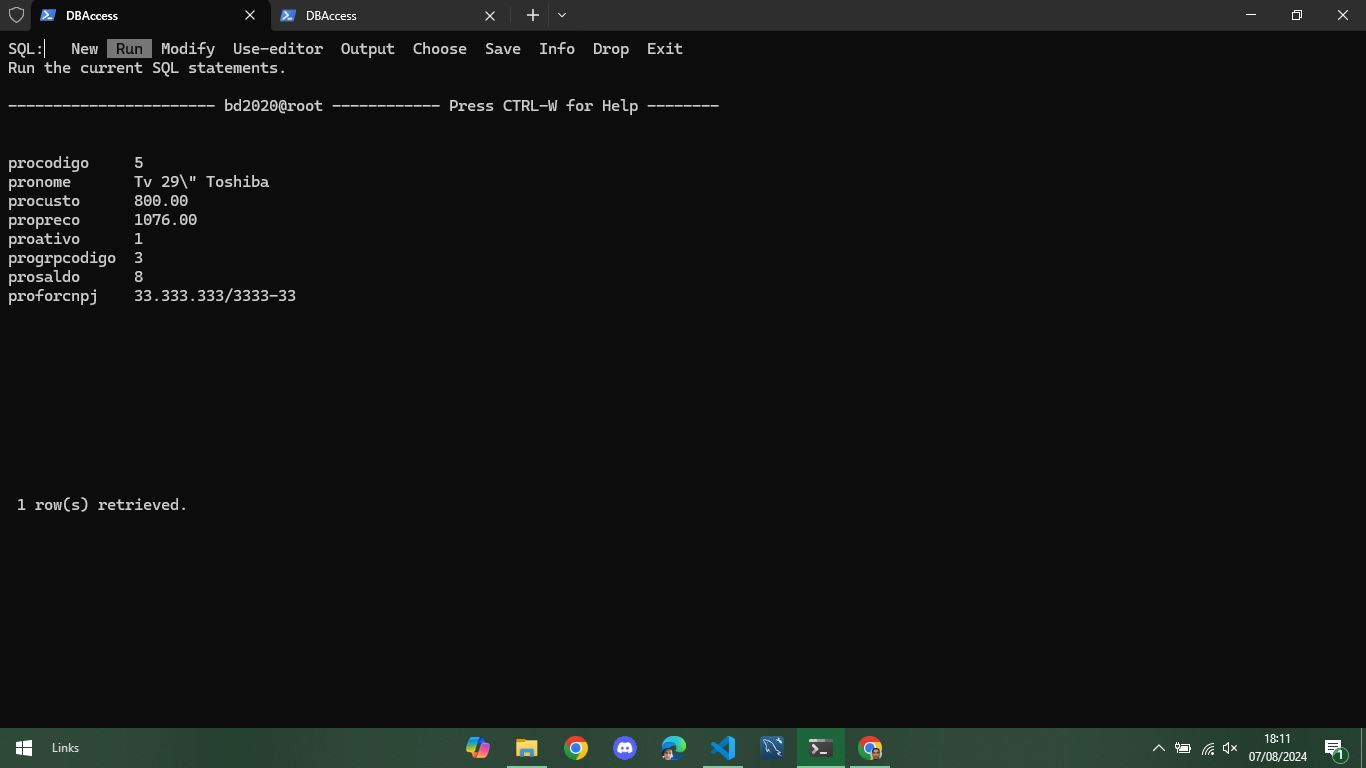 DBAccess DBAccess
SQL: New Run Modify Use-editor Output Choose Save Info Drop Exit
Run the current SQL statements.
----------------------- bd2020@root ------------ Press CTRL-W for Help --------
procodigo 5
pronome Tv 29\" Toshiba
procusto 800.00
propreco 1076.00
proativo 1
progrpcodigo 3
prosaldo 8
proforcnpj 33.333.333/3333-33
1 row(s) retrieved.
Links
18:11
07/08/2024
1